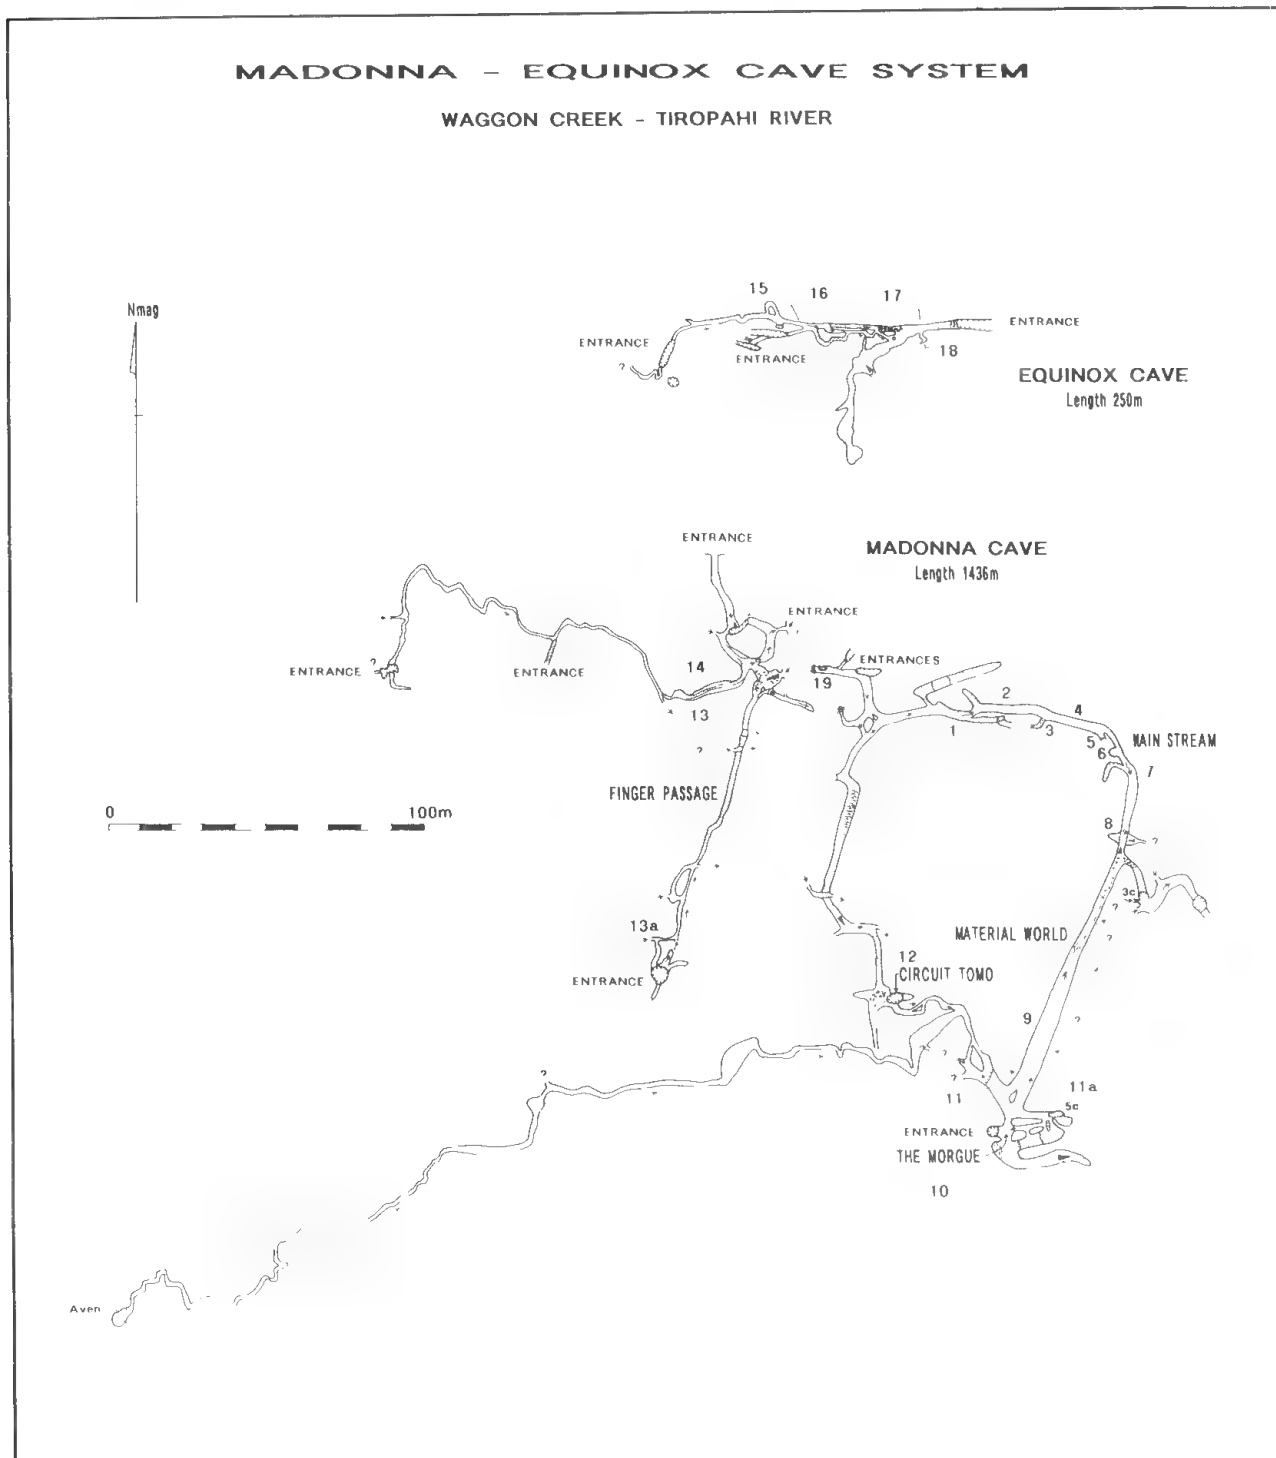 MADONNA – EQUINOX CAVE SYSTEM
WAGGON CREEK – TIROPAHI RIVER
Nmag
15 16 17
ENTRANCE
ENTRANCE
?
ENTRANCE
18
EQUINOX CAVE
Length 250m
ENTRANCE
MADONNA CAVE
Length 1436m
ENTRANCE
ENTRANCE
?
ENTRANCE
14
13
19
ENTRANCES
2
4
1
3
5
6
MAIN STREAM
7
?
FINGER PASSAGE
0 100m
8
?
3c
?
13a
ENTRANCE
MATERIAL WORLD
12
CIRCUIT TOMO
9
?
?
?
?
?
11
11a
5c
ENTRANCE
THE MORGUE
10
Aven